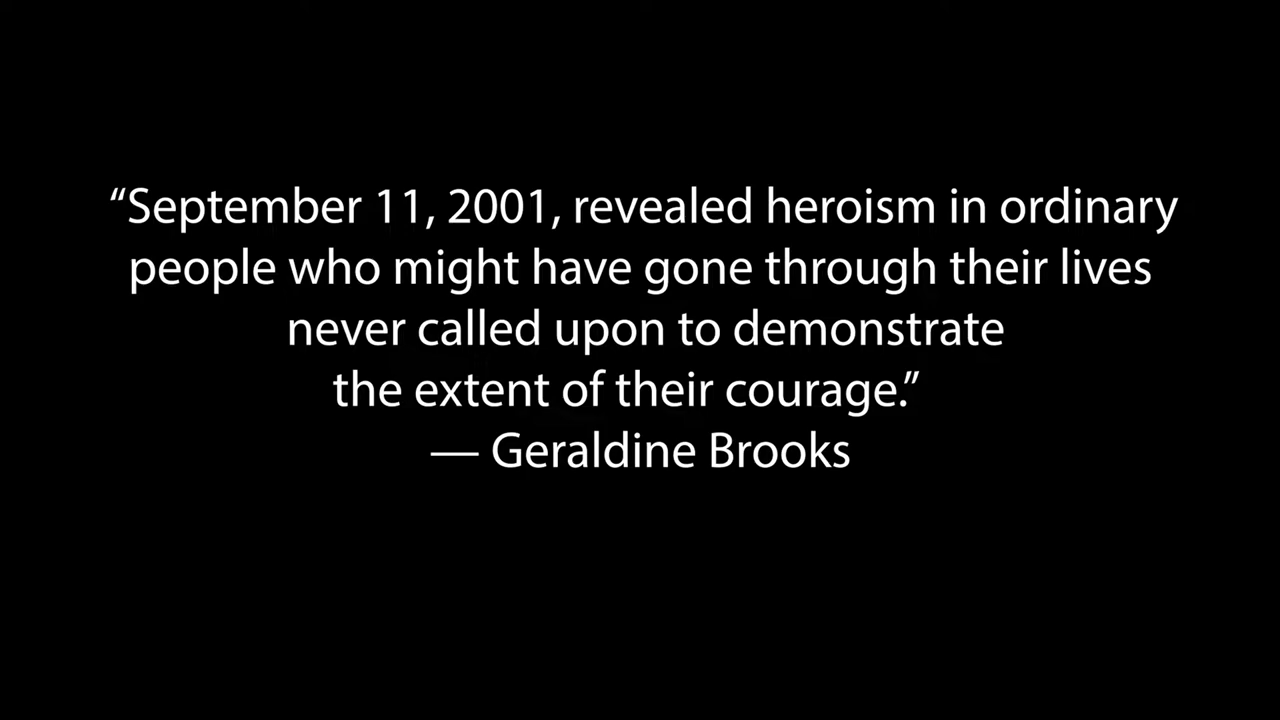 “September 11, 2001, revealed heroism in ordinary
people who might have gone through their lives
never called upon to demonstrate
the extent of their courage.”
— Geraldine Brooks